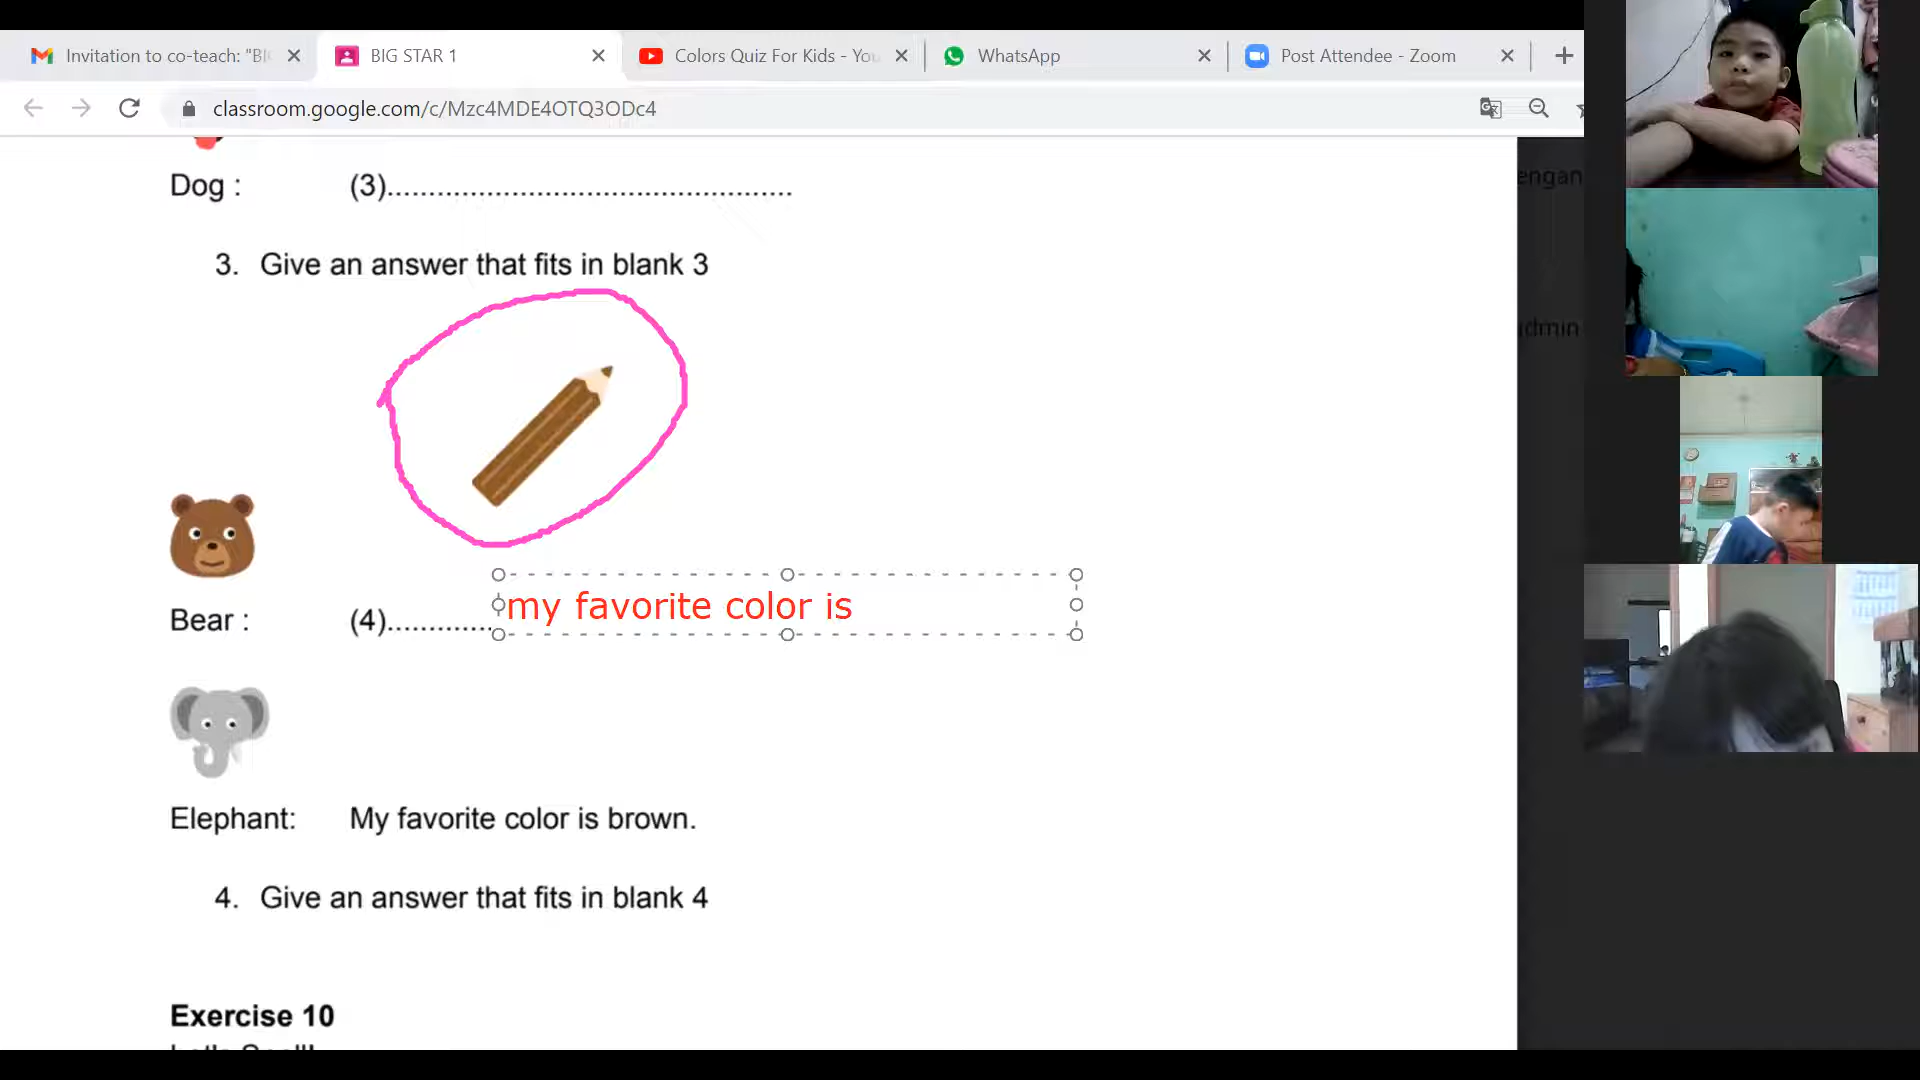 Invitation to co-teach: "BI
BIG STAR 1
Colors Quiz For Kids - You
WhatsApp
Post Attendee - Zoom
classroom.google.com/c/Mzc4MDE4OTQ3ODc4
Dog : (3)................................................
engan
3. Give an answer that fits in blank 3
admin
Bear : (4)............. my favorite color is
Elephant: My favorite color is brown.
4. Give an answer that fits in blank 4
Exercise 10